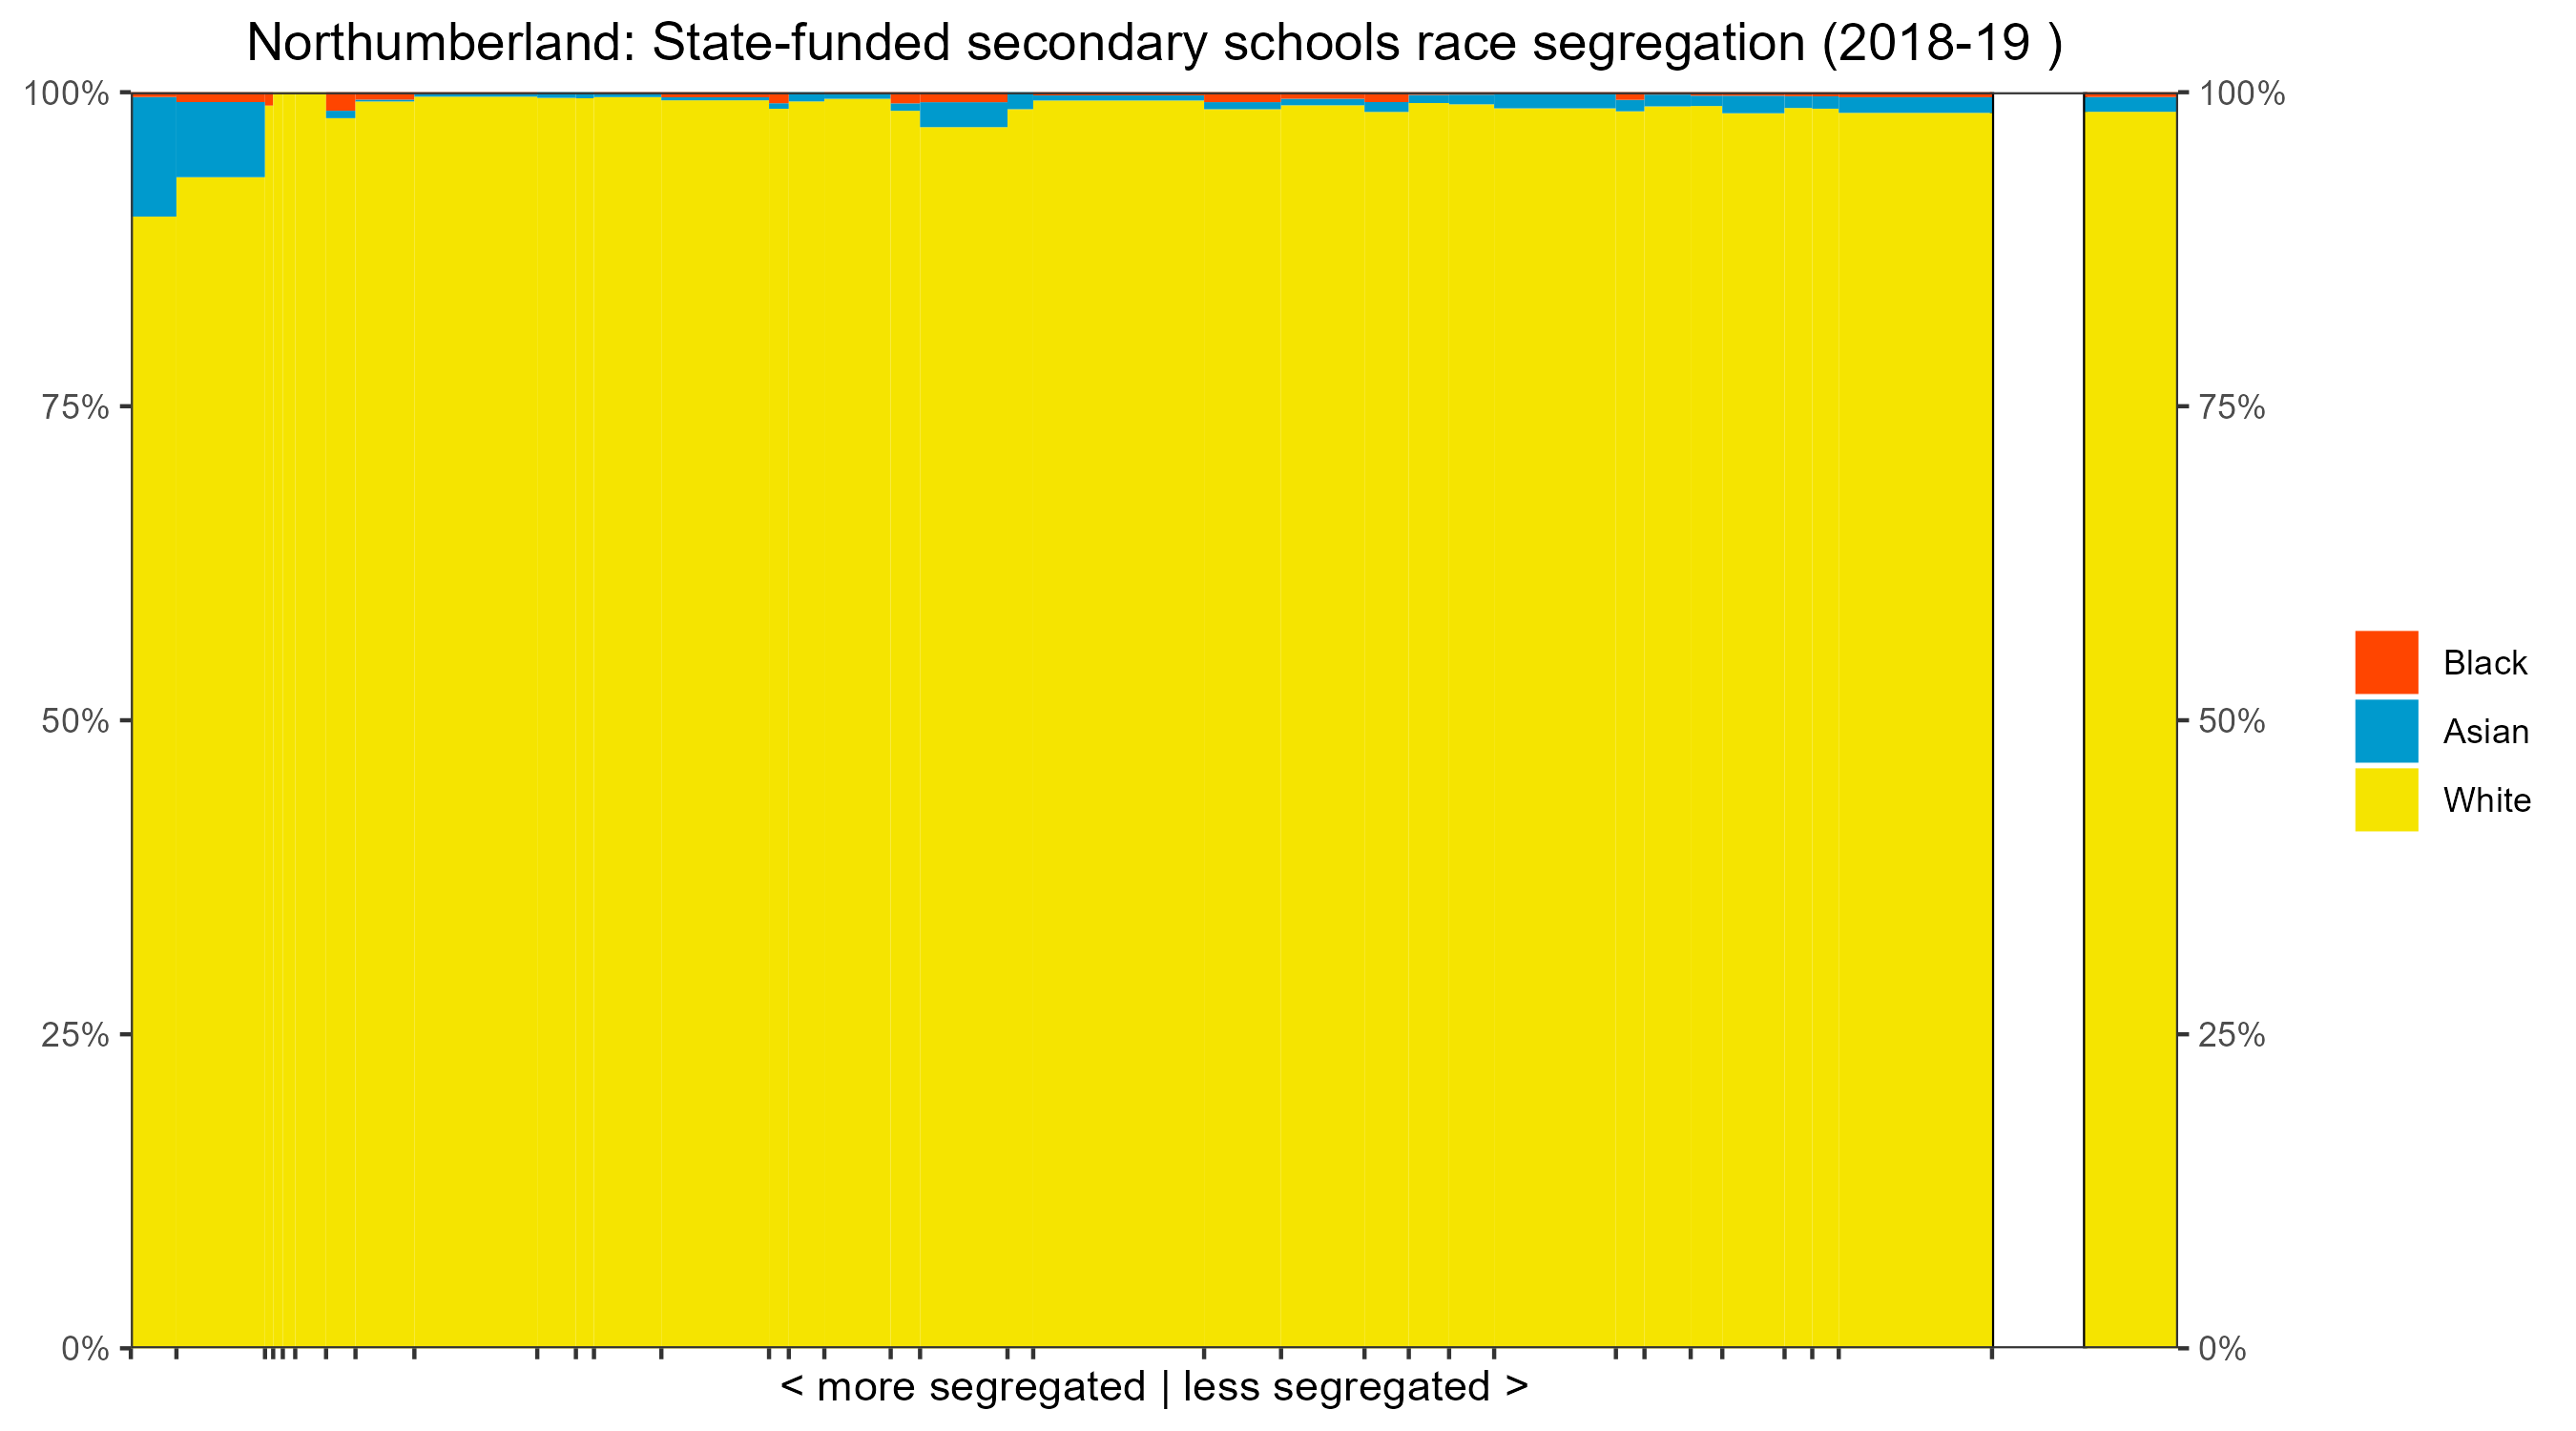 Northumberland: State-funded secondary schools race segregation (2018-19 )
100%
75%
50%
25%
0%
100%
75%
50%
25%
0%
Black
Asian
White
< more segregated | less segregated >